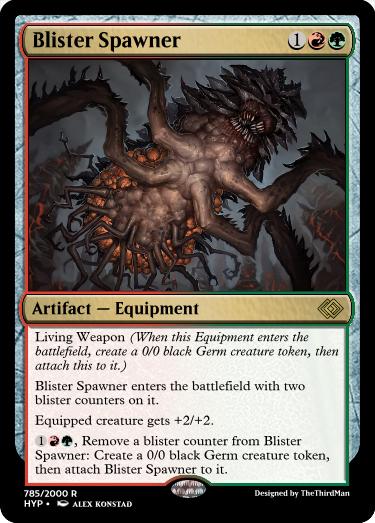 Blister Spawner 1
Artifact — Equipment
Living Weapon (When this Equipment enters the
battlefield, create a 0/0 black Germ creature token, then
attach this to it.)
Blister Spawner enters the battlefield with two
blister counters on it.
Equipped creature gets +2/+2.
1, Remove a blister counter from Blister
Spawner: Create a 0/0 black Germ creature token,
then attach Blister Spawner to it.
785/2000 R
HYP • ALEX KONSTAD
Designed by TheThirdMan